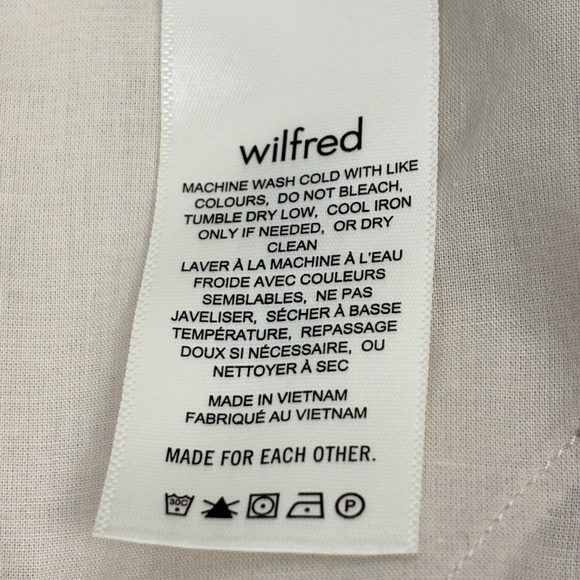 wilfred
MACHINE WASH COLD WITH LIKE
COLOURS, DO NOT BLEACH,
TUMBLE DRY LOW, COOL IRON
ONLY IF NEEDED, OR DRY
CLEAN
LAVER À LA MACHINE À L'EAU
FROIDE AVEC COULEURS
SEMBLABLES, NE PAS
JAVELISER, SÉCHER À BASSE
TEMPÉRATURE, REPASSAGE
DOUX SI NÉCESSAIRE, OU
NETTOYER À SEC
MADE IN VIETNAM
FABRIQUÉ AU VIETNAM
MADE FOR EACH OTHER.
30C P